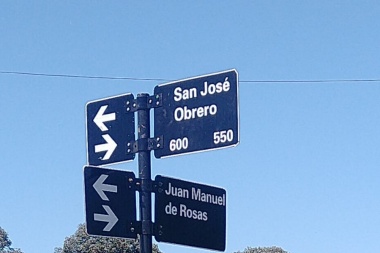 San José
Obrero
600 550
Juan Manuel
de Rosas